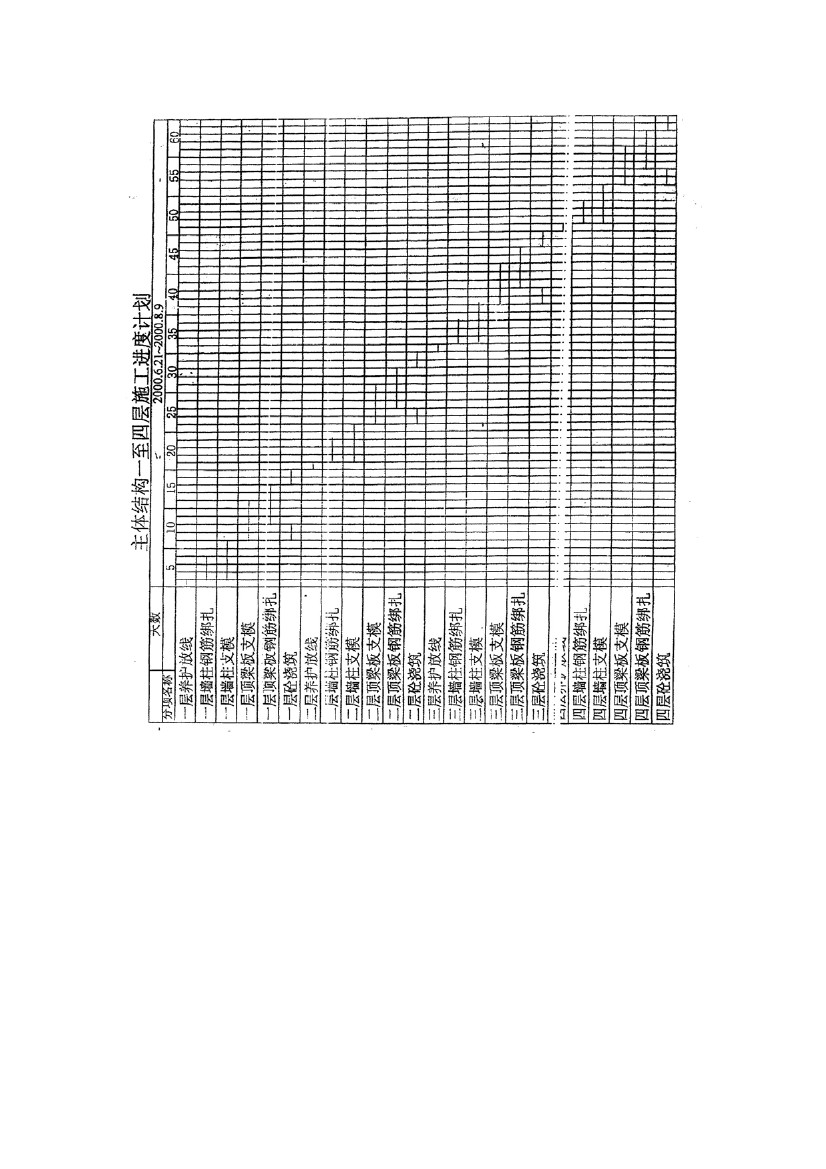 主体结构一至四层施工进度计划
2000.6.21~2000.8.9
天数
分项名称
5 10 15 20 25 30 35 40 45 50 55 60
一层养护放线
一层墙柱钢筋绑扎
一层墙柱支模
一层顶梁板支模
一层顶梁板钢筋绑扎
一层砼浇筑
二层养护放线
二层墙柱钢筋绑扎
二层墙柱支模
二层顶梁板支模
二层顶梁板钢筋绑扎
二层砼浇筑
三层养护放线
三层墙柱钢筋绑扎
三层墙柱支模
三层顶梁板支模
三层顶梁板钢筋绑扎
三层砼浇筑
四层墙柱钢筋绑扎
四层墙柱支模
四层顶梁板支模
四层顶梁板钢筋绑扎
四层砼浇筑